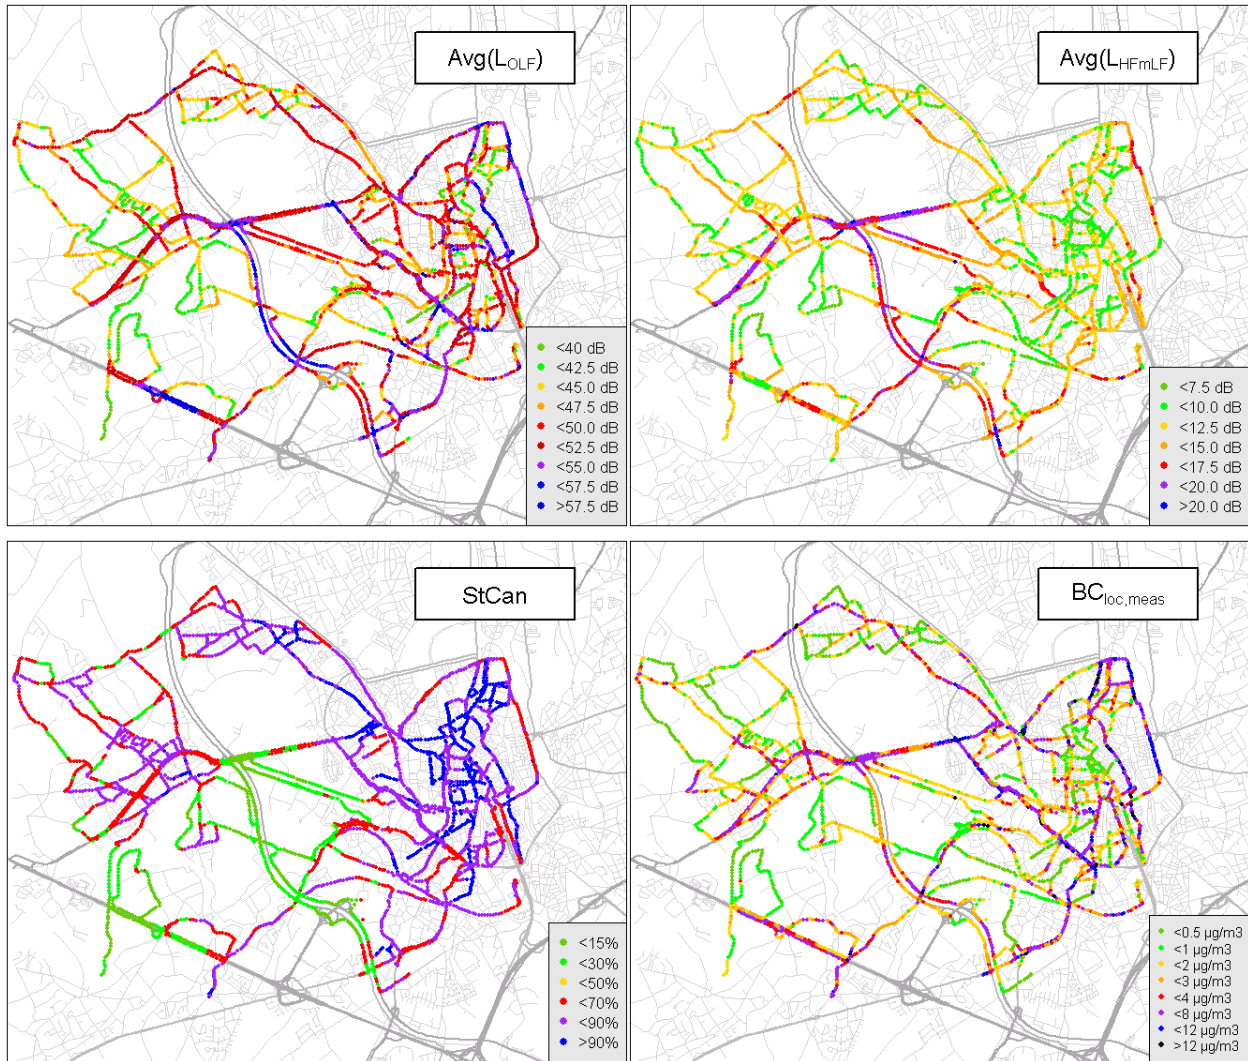 Avg(LOLF)
<40 dB
<42.5 dB
<45.0 dB
<47.5 dB
<50.0 dB
<52.5 dB
<55.0 dB
<57.5 dB
>57.5 dB
Avg(LHFmLF)
<7.5 dB
<10.0 dB
<12.5 dB
<15.0 dB
<17.5 dB
<20.0 dB
>20.0 dB
StCan
<15%
<30%
<50%
<70%
<90%
>90%
BCloc,meas
<0.5 µg/m3
<1 µg/m3
<2 µg/m3
<3 µg/m3
<4 µg/m3
<8 µg/m3
<12 µg/m3
>12 µg/m3